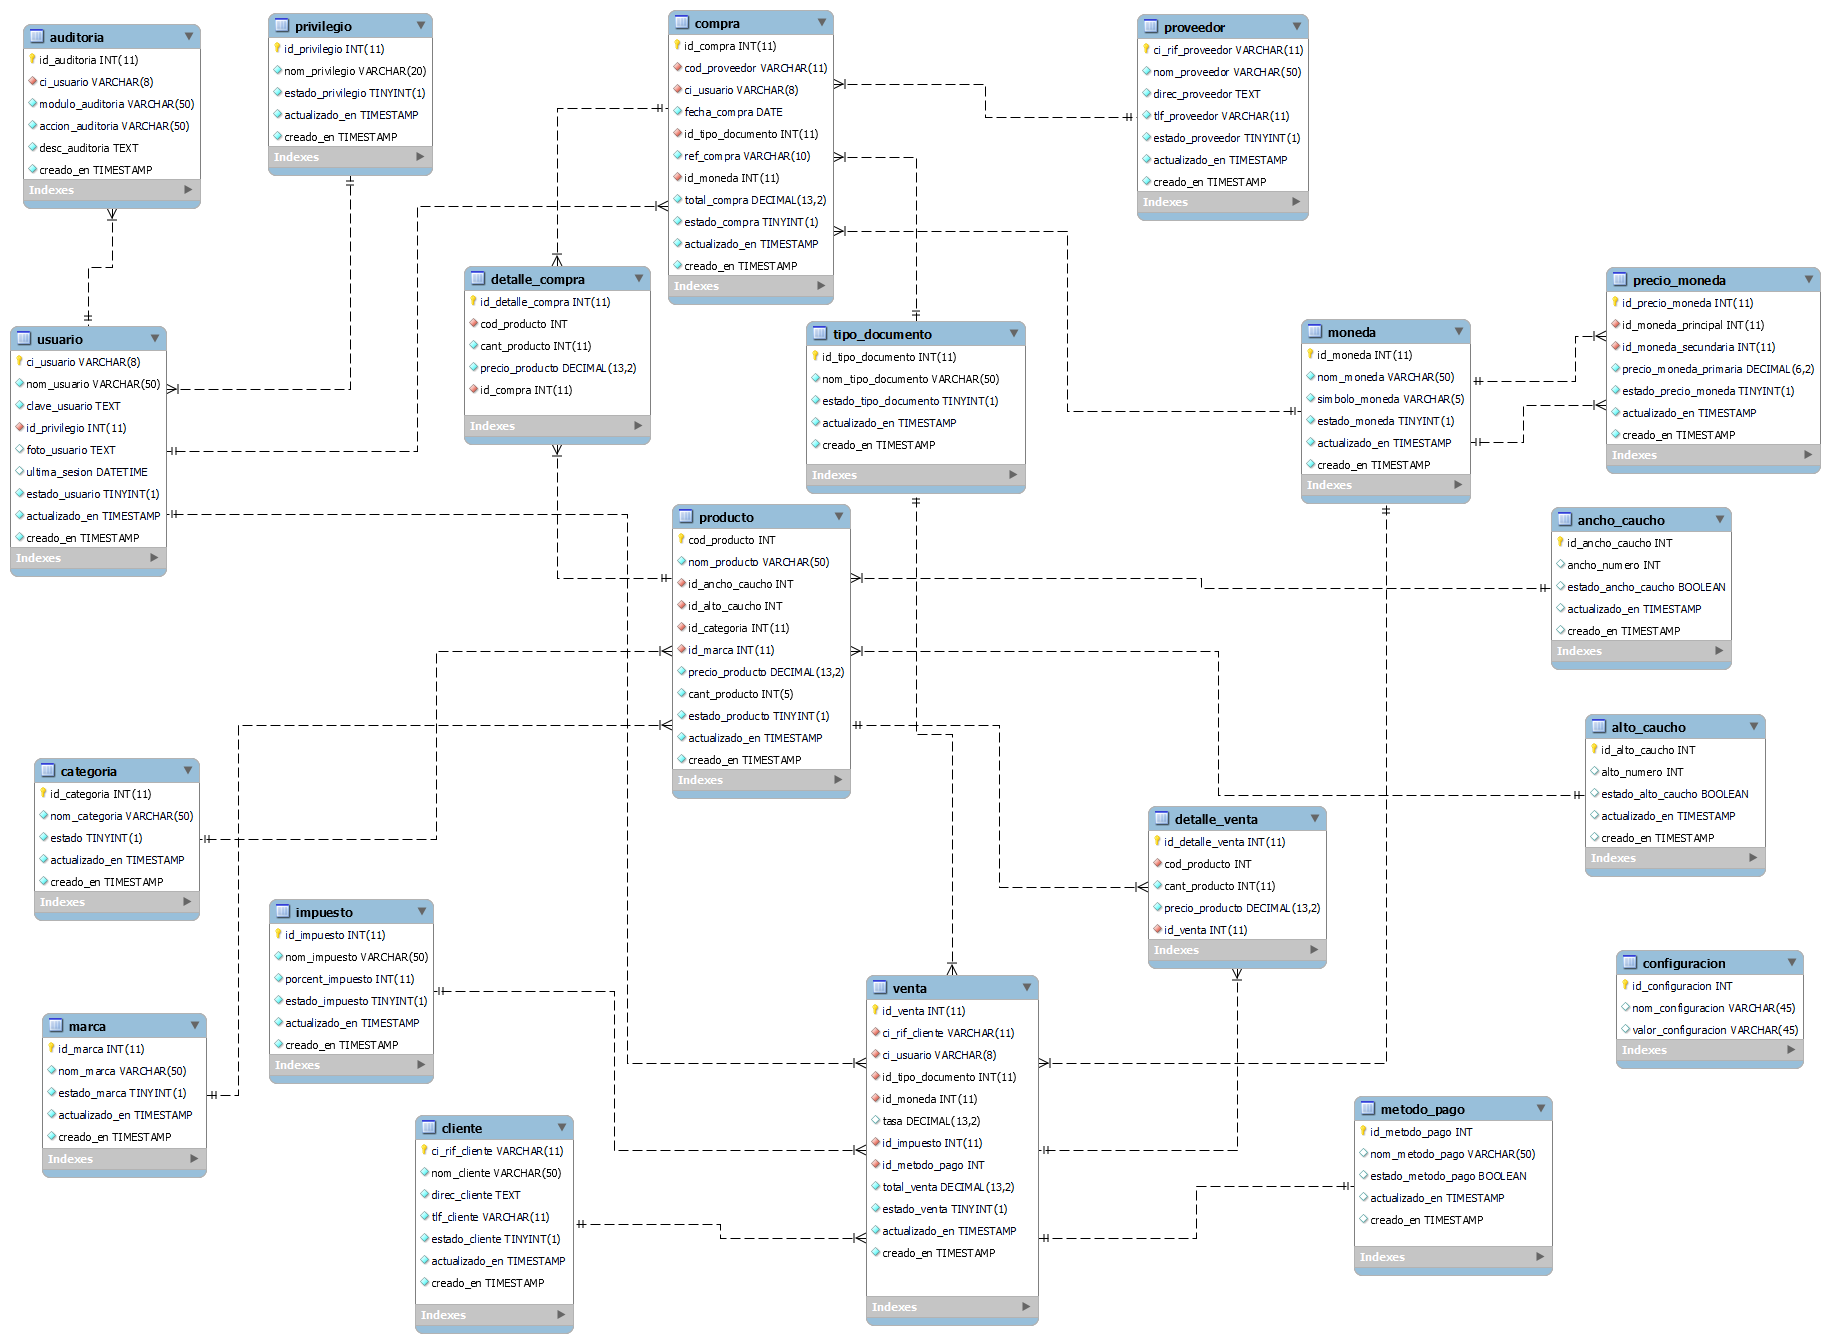 auditoria
id_auditoria INT(11)
ci_usuario VARCHAR(8)
modulo_auditoria VARCHAR(50)
accion_auditoria VARCHAR(50)
desc_auditoria TEXT
creado_en TIMESTAMP
Indexes
privilegio
id_privilegio INT(11)
nom_privilegio VARCHAR(20)
estado_privilegio TINYINT(1)
actualizado_en TIMESTAMP
creado_en TIMESTAMP
Indexes
compra
id_compra INT(11)
cod_proveedor VARCHAR(11)
ci_usuario VARCHAR(8)
fecha_compra DATE
id_tipo_documento INT(11)
ref_compra VARCHAR(10)
id_moneda INT(11)
total_compra DECIMAL(13,2)
estado_compra TINYINT(1)
actualizado_en TIMESTAMP
creado_en TIMESTAMP
Indexes
proveedor
ci_rif_proveedor VARCHAR(11)
nom_proveedor VARCHAR(50)
direc_proveedor TEXT
tlf_proveedor VARCHAR(11)
estado_proveedor TINYINT(1)
actualizado_en TIMESTAMP
creado_en TIMESTAMP
Indexes
usuario
ci_usuario VARCHAR(8)
nom_usuario VARCHAR(50)
clave_usuario TEXT
id_privilegio INT(11)
foto_usuario TEXT
ultima_sesion DATETIME
estado_usuario TINYINT(1)
actualizado_en TIMESTAMP
creado_en TIMESTAMP
Indexes
detalle_compra
id_detalle_compra INT(11)
cod_producto INT
cant_producto INT(11)
precio_producto DECIMAL(13,2)
id_compra INT(11)
Indexes
tipo_documento
id_tipo_documento INT(11)
nom_tipo_documento VARCHAR(50)
estado_tipo_documento TINYINT(1)
actualizado_en TIMESTAMP
creado_en TIMESTAMP
Indexes
moneda
id_moneda INT(11)
nom_moneda VARCHAR(50)
simbolo_moneda VARCHAR(5)
estado_moneda TINYINT(1)
actualizado_en TIMESTAMP
creado_en TIMESTAMP
Indexes
precio_moneda
id_precio_moneda INT(11)
id_moneda_principal INT(11)
id_moneda_secundaria INT(11)
precio_moneda_primaria DECIMAL(6,2)
estado_precio_moneda TINYINT(1)
actualizado_en TIMESTAMP
creado_en TIMESTAMP
Indexes
producto
cod_producto INT
nom_producto VARCHAR(50)
id_ancho_caucho INT
id_alto_caucho INT
id_categoria INT(11)
id_marca INT(11)
precio_producto DECIMAL(13,2)
cant_producto INT(5)
estado_producto TINYINT(1)
actualizado_en TIMESTAMP
creado_en TIMESTAMP
Indexes
ancho_caucho
id_ancho_caucho INT
ancho_numero INT
estado_ancho_caucho BOOLEAN
actualizado_en TIMESTAMP
creado_en TIMESTAMP
Indexes
alto_caucho
id_alto_caucho INT
alto_numero INT
estado_alto_caucho BOOLEAN
actualizado_en TIMESTAMP
creado_en TIMESTAMP
Indexes
categoria
id_categoria INT(11)
nom_categoria VARCHAR(50)
estado TINYINT(1)
actualizado_en TIMESTAMP
creado_en TIMESTAMP
Indexes
detalle_venta
id_detalle_venta INT(11)
cod_producto INT
cant_producto INT(11)
precio_producto DECIMAL(13,2)
id_venta INT(11)
Indexes
impuesto
id_impuesto INT(11)
nom_impuesto VARCHAR(50)
porcent_impuesto INT(11)
estado_impuesto TINYINT(1)
actualizado_en TIMESTAMP
creado_en TIMESTAMP
Indexes
configuracion
id_configuracion INT
nom_configuracion VARCHAR(45)
valor_configuracion VARCHAR(45)
Indexes
marca
id_marca INT(11)
nom_marca VARCHAR(50)
estado_marca TINYINT(1)
actualizado_en TIMESTAMP
creado_en TIMESTAMP
Indexes
venta
id_venta INT(11)
ci_rif_cliente VARCHAR(11)
ci_usuario VARCHAR(8)
id_tipo_documento INT(11)
id_moneda INT(11)
tasa DECIMAL(13,2)
id_impuesto INT(11)
id_metodo_pago INT
total_venta DECIMAL(13,2)
estado_venta TINYINT(1)
actualizado_en TIMESTAMP
creado_en TIMESTAMP
Indexes
cliente
ci_rif_cliente VARCHAR(11)
nom_cliente VARCHAR(50)
direc_cliente TEXT
tlf_cliente VARCHAR(11)
estado_cliente TINYINT(1)
actualizado_en TIMESTAMP
creado_en TIMESTAMP
Indexes
metodo_pago
id_metodo_pago INT
nom_metodo_pago VARCHAR(50)
estado_metodo_pago BOOLEAN
actualizado_en TIMESTAMP
creado_en TIMESTAMP
Indexes